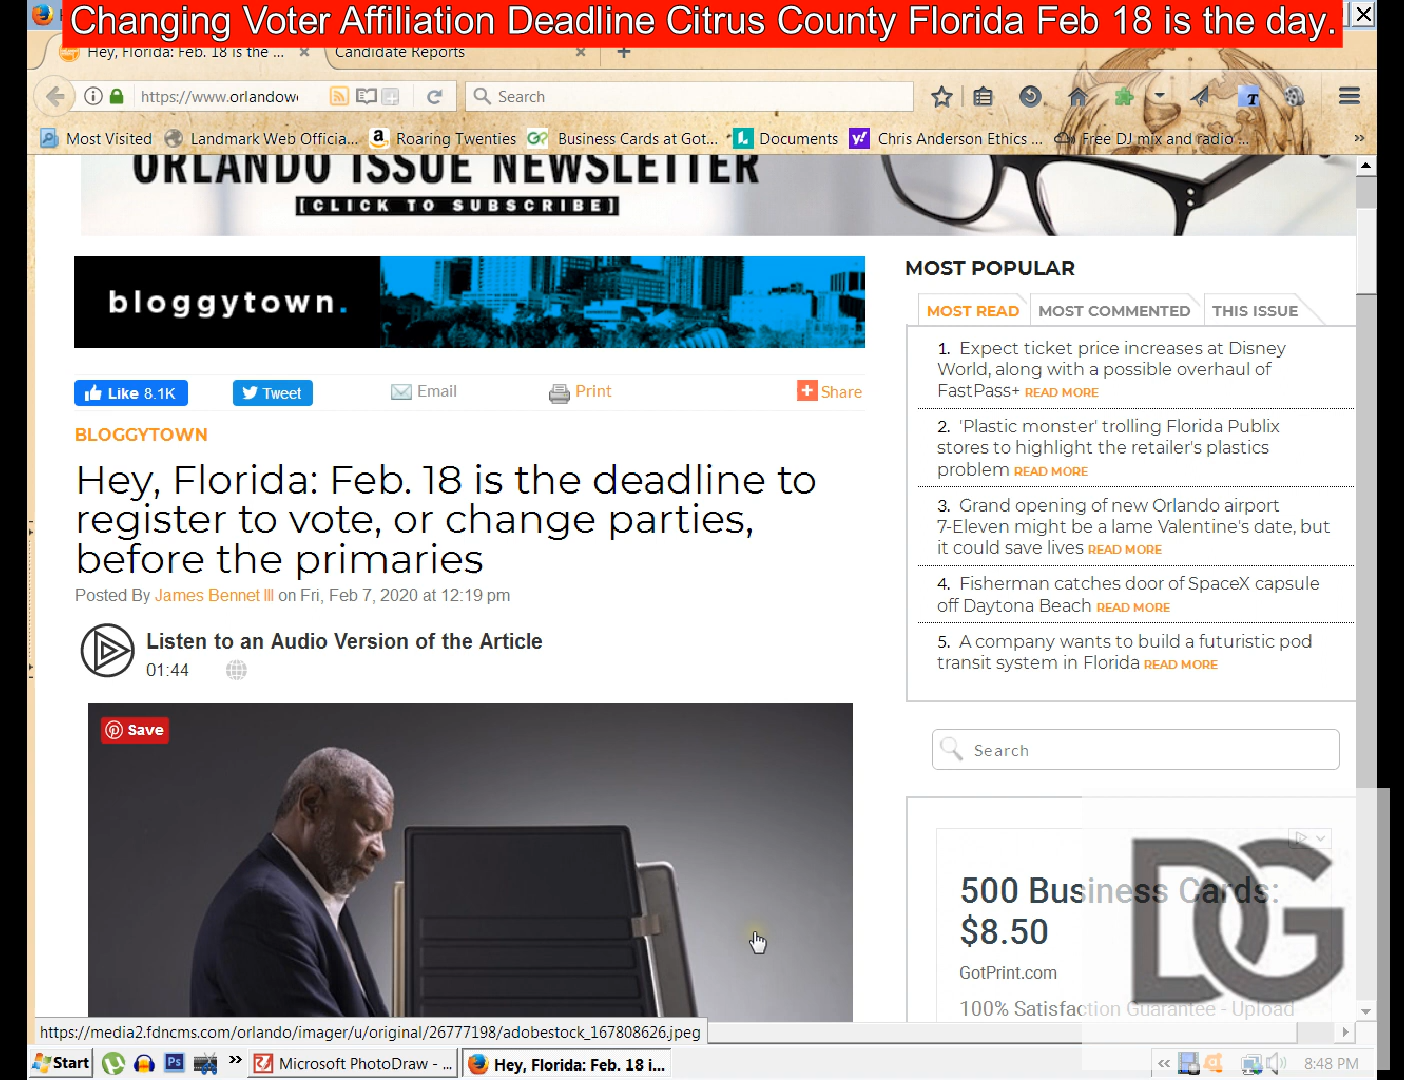 Changing Voter Affiliation Deadline Citrus County Florida Feb 18 is the day.
Hey, Florida: Feb. 18 is the ...
Candidate Reports
https://www.orlandow
Search
Most Visited
Landmark Web Officia...
Roaring Twenties
Business Cards at Got...
Documents
Chris Anderson Ethics ...
Free DJ mix and radio ...
ORLANDO ISSUE NEWSLETTER
[CLICK TO SUBSCRIBE]
bloggytown.
Like 8.1K
Tweet
Email
Print
Share
BLOGGYTOWN
Hey, Florida: Feb. 18 is the deadline to
register to vote, or change parties,
before the primaries
Posted By James Bennet III on Fri, Feb 7, 2020 at 12:19 pm
Listen to an Audio Version of the Article
01:44
Save
MOST POPULAR
MOST READ
MOST COMMENTED
THIS ISSUE
1. Expect ticket price increases at Disney
World, along with a possible overhaul of
FastPass+ READ MORE
2. 'Plastic monster' trolling Florida Publix
stores to highlight the retailer's plastics
problem READ MORE
3. Grand opening of new Orlando airport
7-Eleven might be a lame Valentine's date, but
it could save lives READ MORE
4. Fisherman catches door of SpaceX capsule
off Daytona Beach READ MORE
5. A company wants to build a futuristic pod
transit system in Florida READ MORE
Search
500 Business Cards:
$8.50
GotPrint.com
100% Satisfaction Guarantee - Upload
DG
https://media2.fdncms.com/orlando/imager/u/original/26777198/adobestock_167808626.jpeg
Start
Ps
Microsoft PhotoDraw - ...
Hey, Florida: Feb. 18 i...
8:48 PM